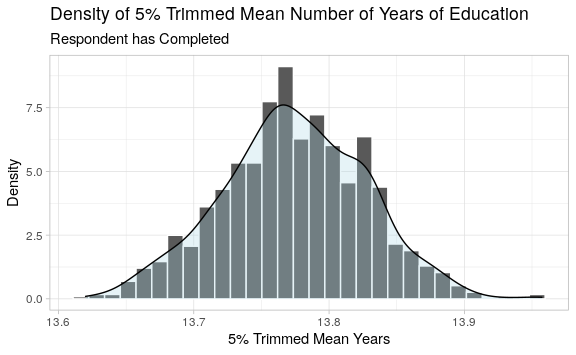 Density of 5% Trimmed Mean Number of Years of Education
Respondent has Completed
Density
7.5
5.0
2.5
0.0
13.6
13.7
13.8
13.9
5% Trimmed Mean Years